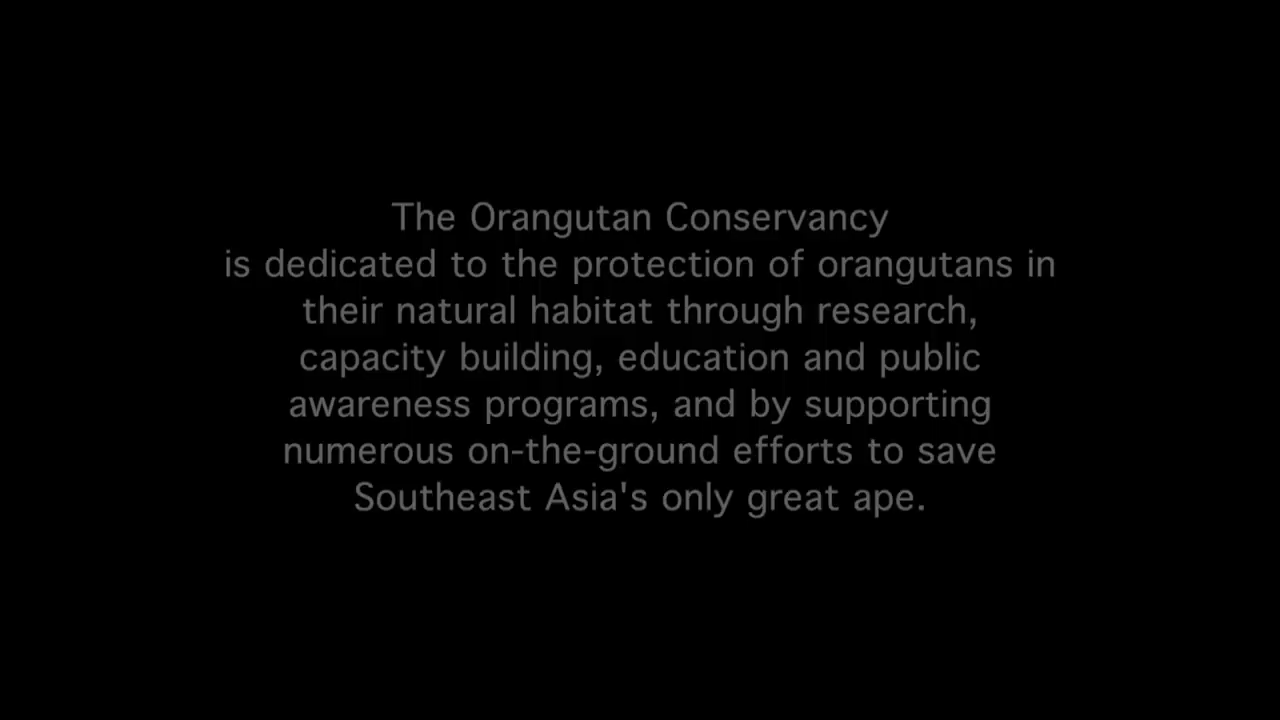 The Orangutan Conservancy
is dedicated to the protection of orangutans in
their natural habitat through research,
capacity building, education and public
awareness programs, and by supporting
numerous on-the-ground efforts to save
Southeast Asia's only great ape.